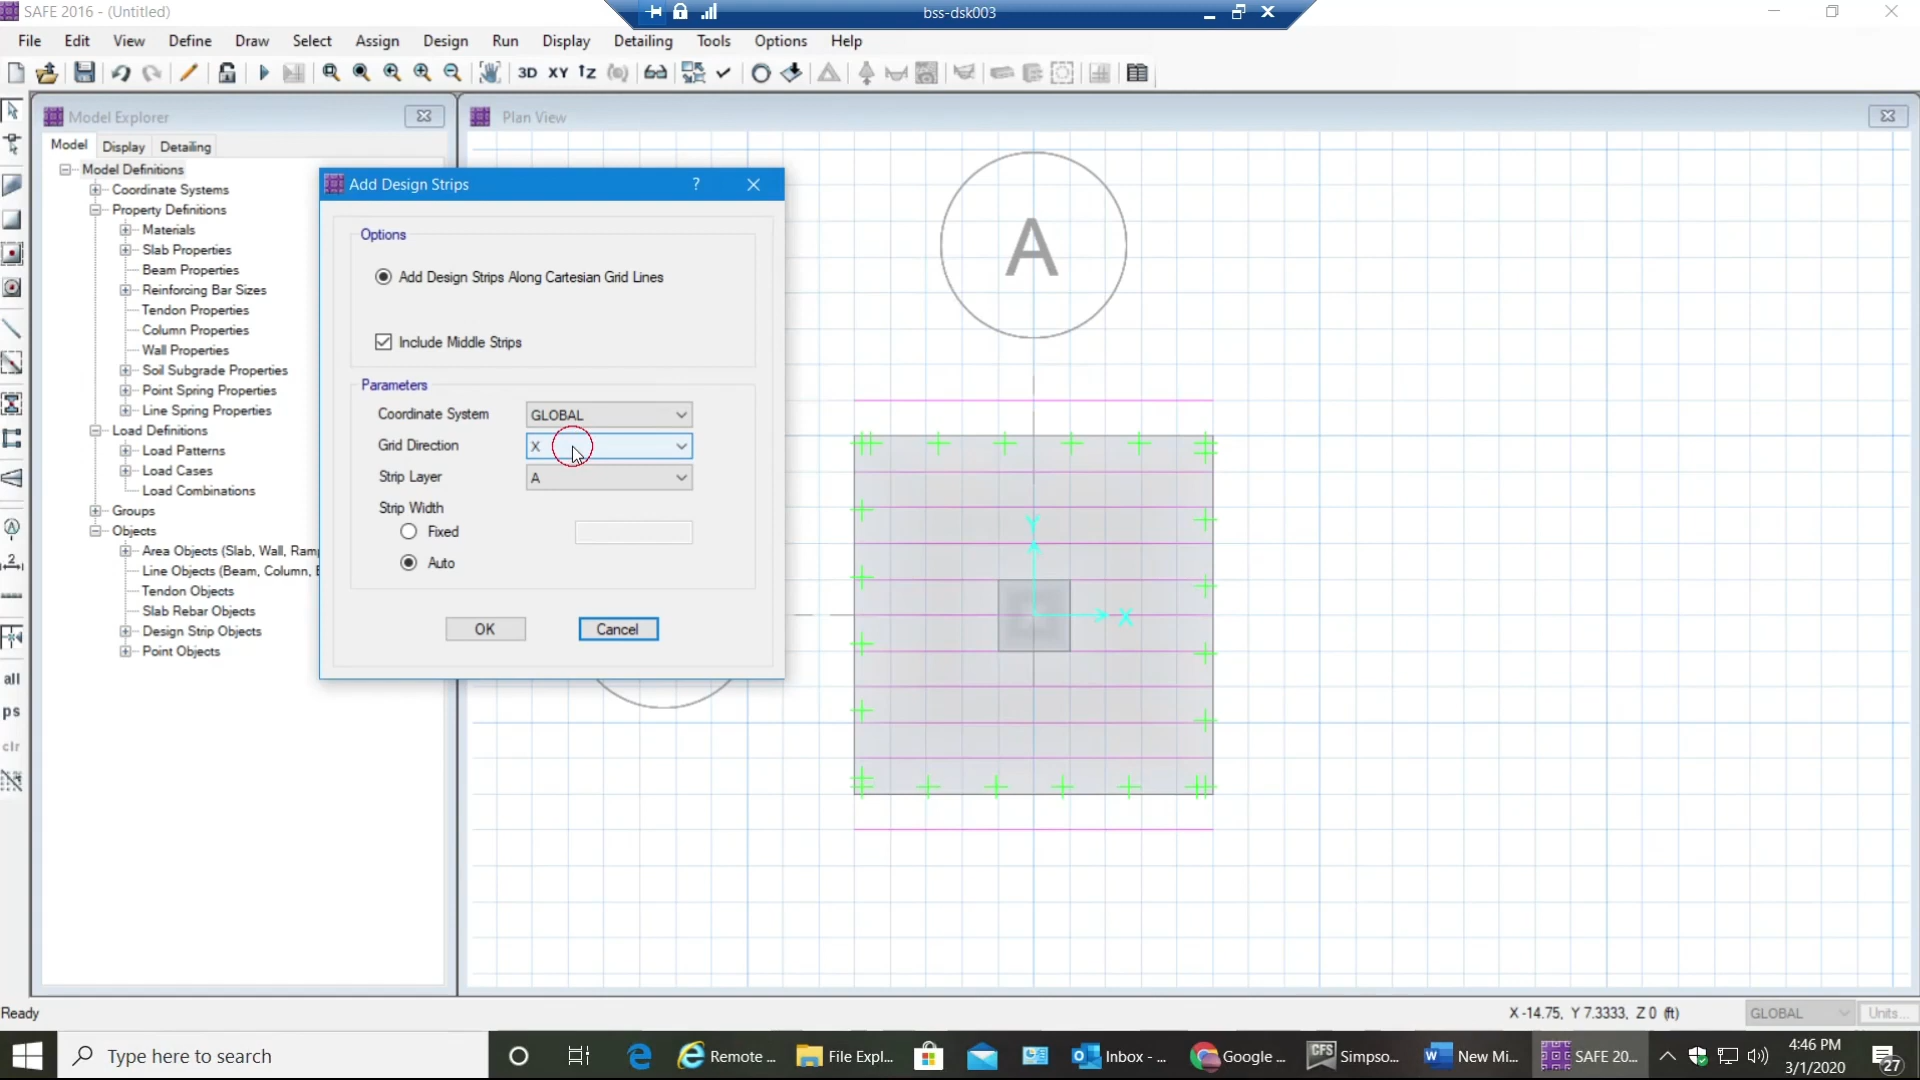 SAFE 2016 - (Untitled)
bss-dsk003
File Edit View Define Draw Select Assign Design Run Display Detailing Tools Options Help
3D XY
Model Explorer
Plan View
Model Display Detailing
Model Definitions
Coordinate Systems
Property Definitions
Materials
Slab Properties
Beam Properties
Reinforcing Bar Sizes
Tendon Properties
Column Properties
Wall Properties
Soil Subgrade Properties
Point Spring Properties
Line Spring Properties
Load Definitions
Load Patterns
Load Cases
Load Combinations
Groups
Objects
Area Objects (Slab, Wall, Ramp
Line Objects (Beam, Column, B
Tendon Objects
Slab Rebar Objects
Design Strip Objects
Point Objects
all
ps
clr
Add Design Strips ?
Options
Add Design Strips Along Cartesian Grid Lines
Include Middle Strips
Parameters
Coordinate System GLOBAL
Grid Direction X
Strip Layer A
Strip Width
Fixed
Auto
OK Cancel
A
Y
X
Ready
X -14.75, Y 7.3333, Z 0 (ft)
GLOBAL
Units...
Type here to search
Remote ...
File Expl...
Inbox - ...
Google ...
CFS
Simpso...
New Mi...
SAFE 20...
4:46 PM
3/1/2020
27